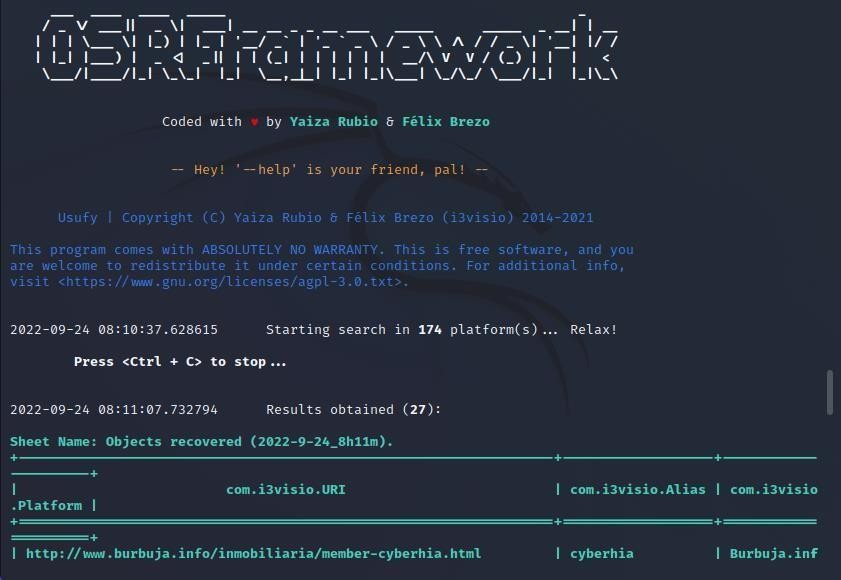 OSRFramework
Coded with ♥ by Yaiza Rubio & Félix Brezo
-- Hey! '--help' is your friend, pal! --
Usufy | Copyright (C) Yaiza Rubio & Félix Brezo (i3visio) 2014-2021
This program comes with ABSOLUTELY NO WARRANTY. This is free software, and you
are welcome to redistribute it under certain conditions. For additional info,
visit <https://www.gnu.org/licenses/agpl-3.0.txt>.
2022-09-24 08:10:37.628615 Starting search in 174 platform(s)... Relax!
Press <Ctrl + C> to stop...
2022-09-24 08:11:07.732794 Results obtained (27):
Sheet Name: Objects recovered (2022-9-24_8h11m).
| com.i3visio.URI | com.i3visio.Alias | com.i3visio
.Platform |
| http://www.burbuja.info/inmobiliaria/member-cyberhia.html | cyberhia | Burbuja.inf